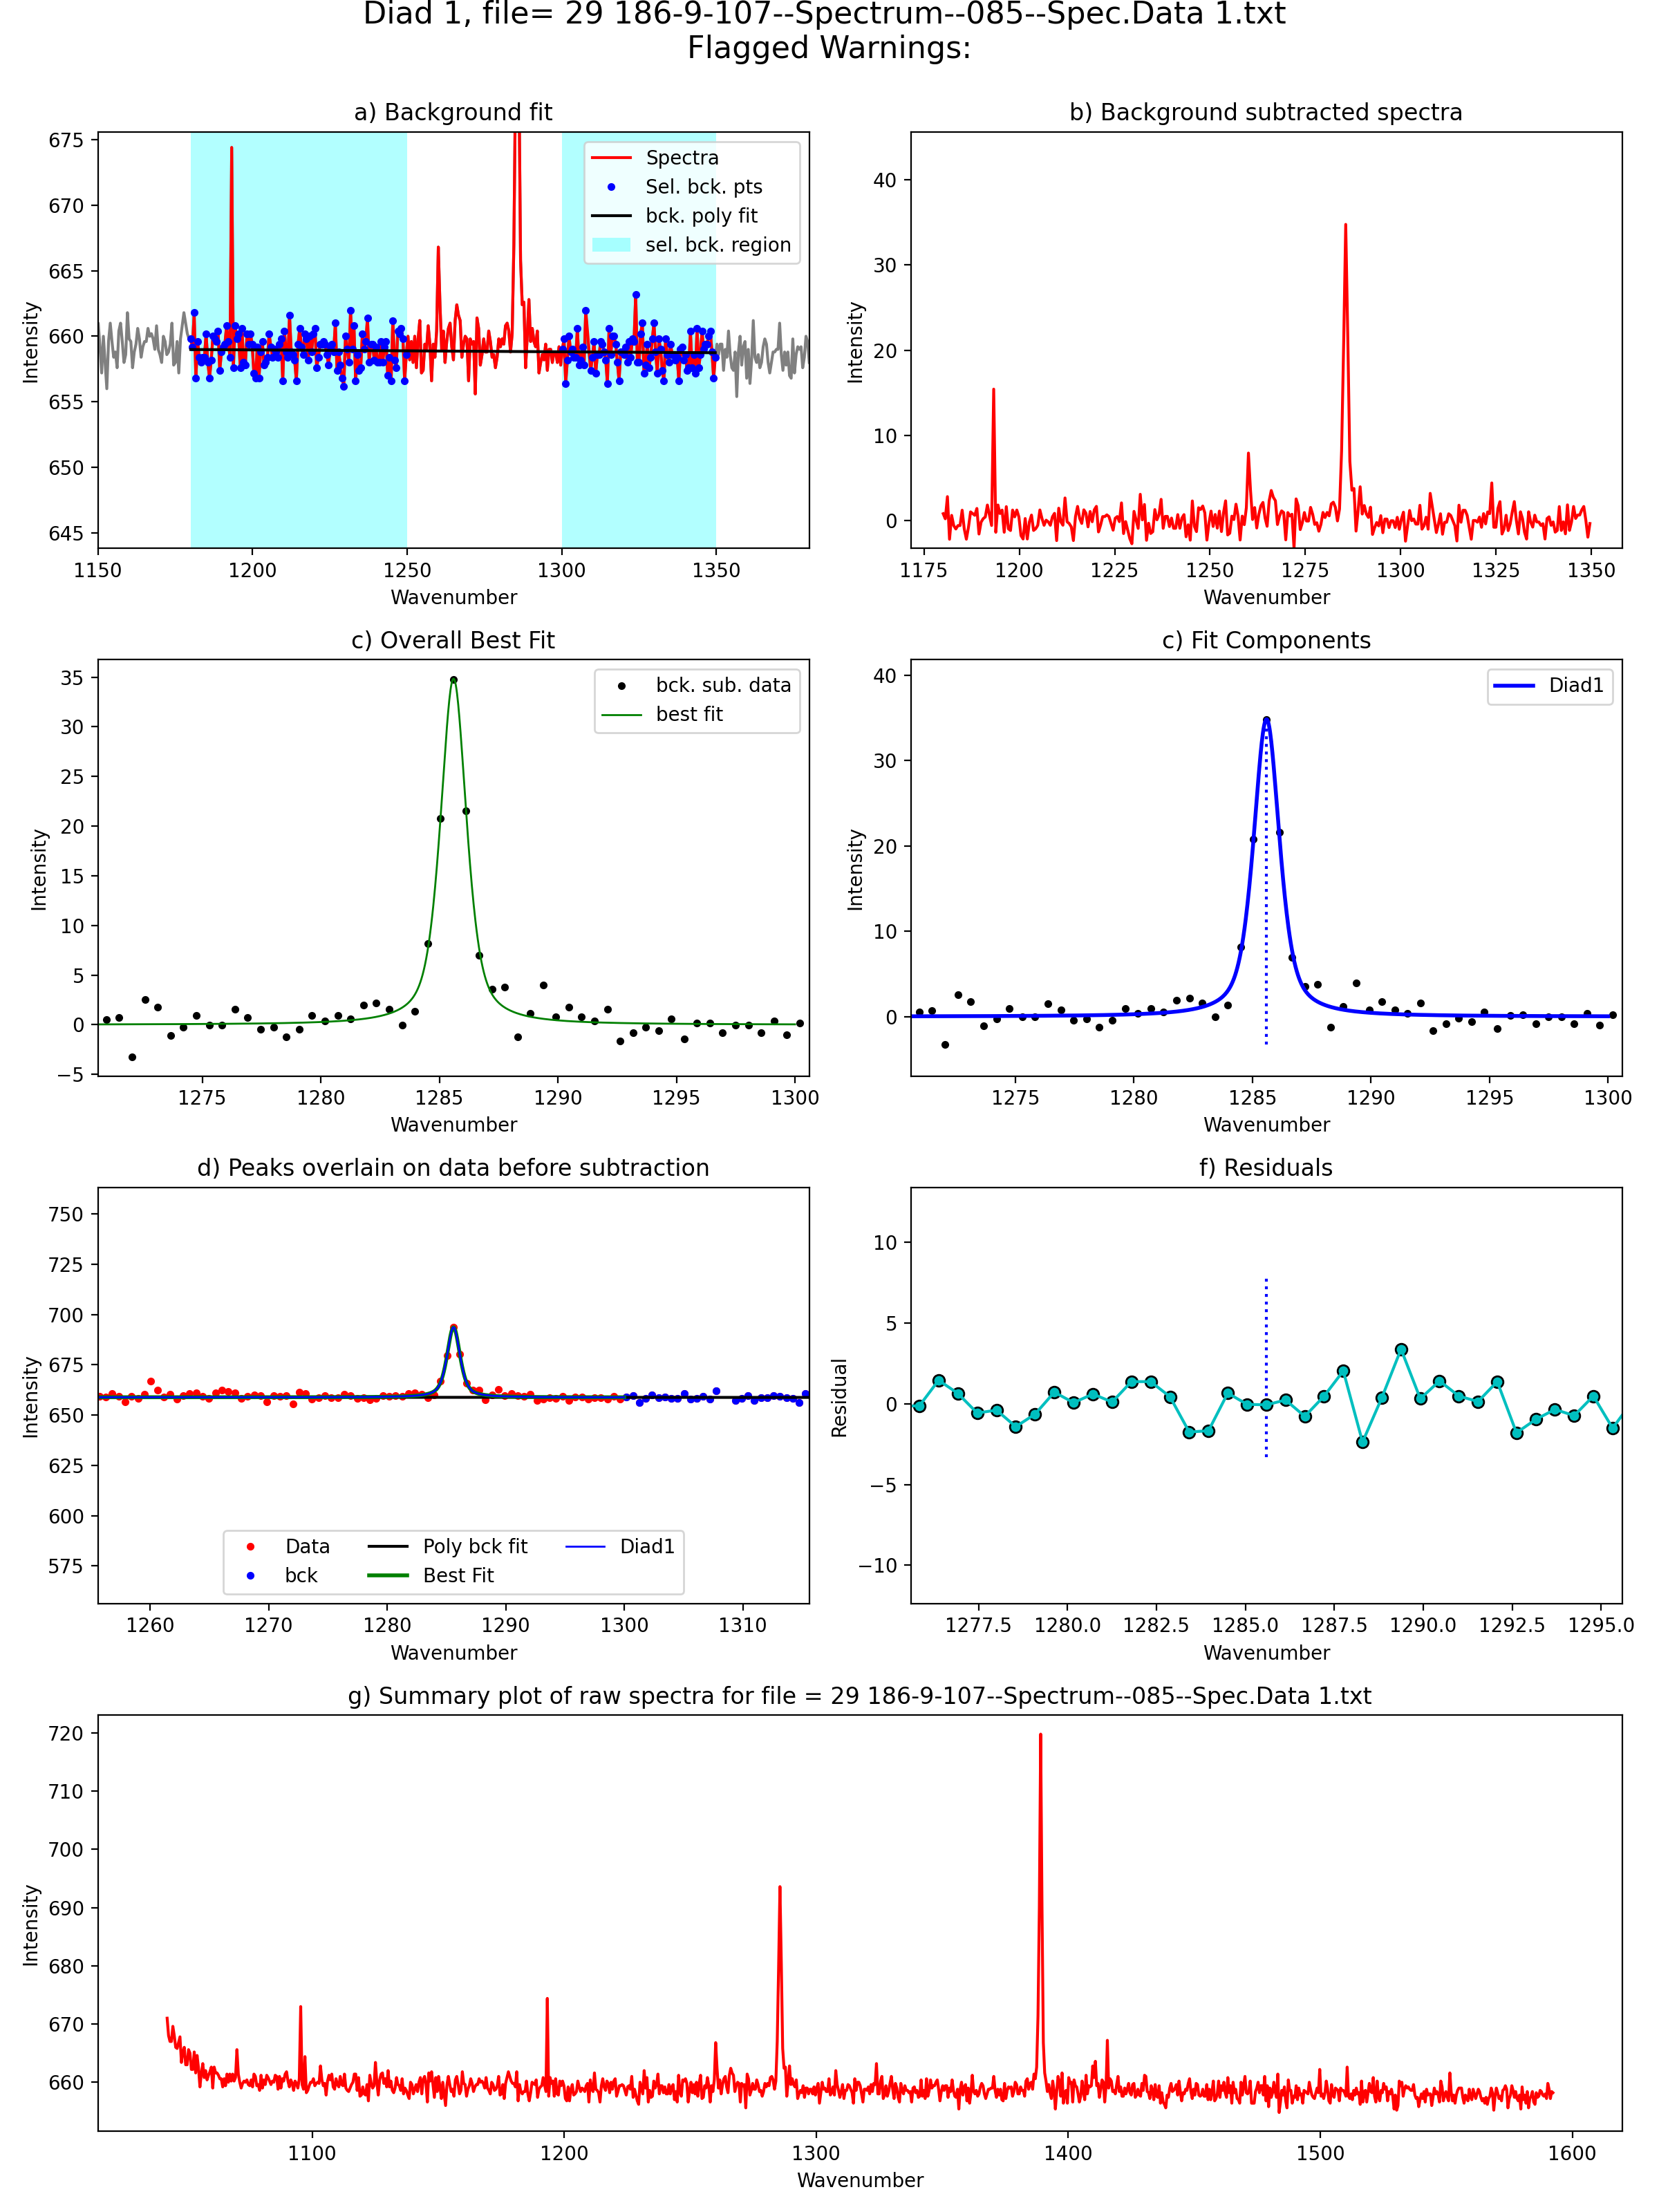 Diad 1, file= 29 186-9-107--Spectrum--085--Spec.Data 1.txt
Flagged Warnings:
a) Background fit
Intensity
675
670
665
660
655
650
645
Spectra
Sel. bck. pts
bck. poly fit
sel. bck. region
1150 1200 1250 1300 1350
Wavenumber
b) Background subtracted spectra
Intensity
40
30
20
10
0
1175 1200 1225 1250 1275 1300 1325 1350
Wavenumber
c) Overall Best Fit
Intensity
35
30
25
20
15
10
5
0
−5
bck. sub. data
best fit
1275 1280 1285 1290 1295 1300
Wavenumber
c) Fit Components
Intensity
40
30
20
10
0
Diad1
1275 1280 1285 1290 1295 1300
Wavenumber
d) Peaks overlain on data before subtraction
Intensity
750
725
700
675
650
625
600
575
Data
bck
Poly bck fit
Best Fit
Diad1
1260 1270 1280 1290 1300 1310
Wavenumber
f) Residuals
Residual
10
5
0
−5
−10
1277.5 1280.0 1282.5 1285.0 1287.5 1290.0 1292.5 1295.0
Wavenumber
g) Summary plot of raw spectra for file = 29 186-9-107--Spectrum--085--Spec.Data 1.txt
Intensity
720
710
700
690
680
670
660
1100 1200 1300 1400 1500 1600
Wavenumber